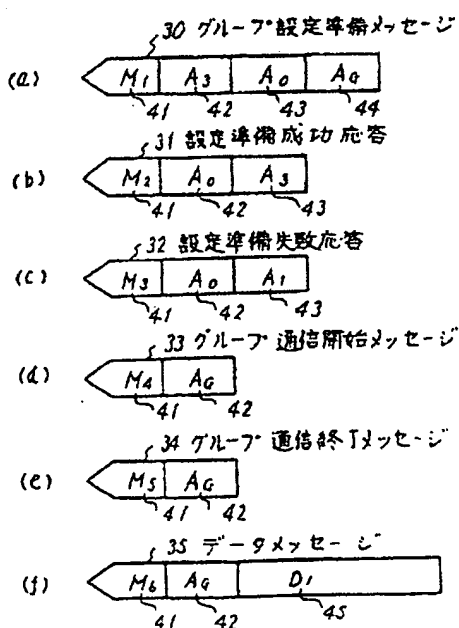 30 グループ設定準備メッセージ
(a) M1 A3 A0 AG
41 42 43 44
31 設定準備成功応答
(b) M2 A0 A3
41 42 43
32 設定準備失敗応答
(c) M3 A0 A1
41 42 43
33 グループ通信開始メッセージ
(d) M4 AG
41 42
34 グループ通信終了メッセージ
(e) M5 AG
41 42
35 データメッセージ
(f) M6 AG D1
41 42 45